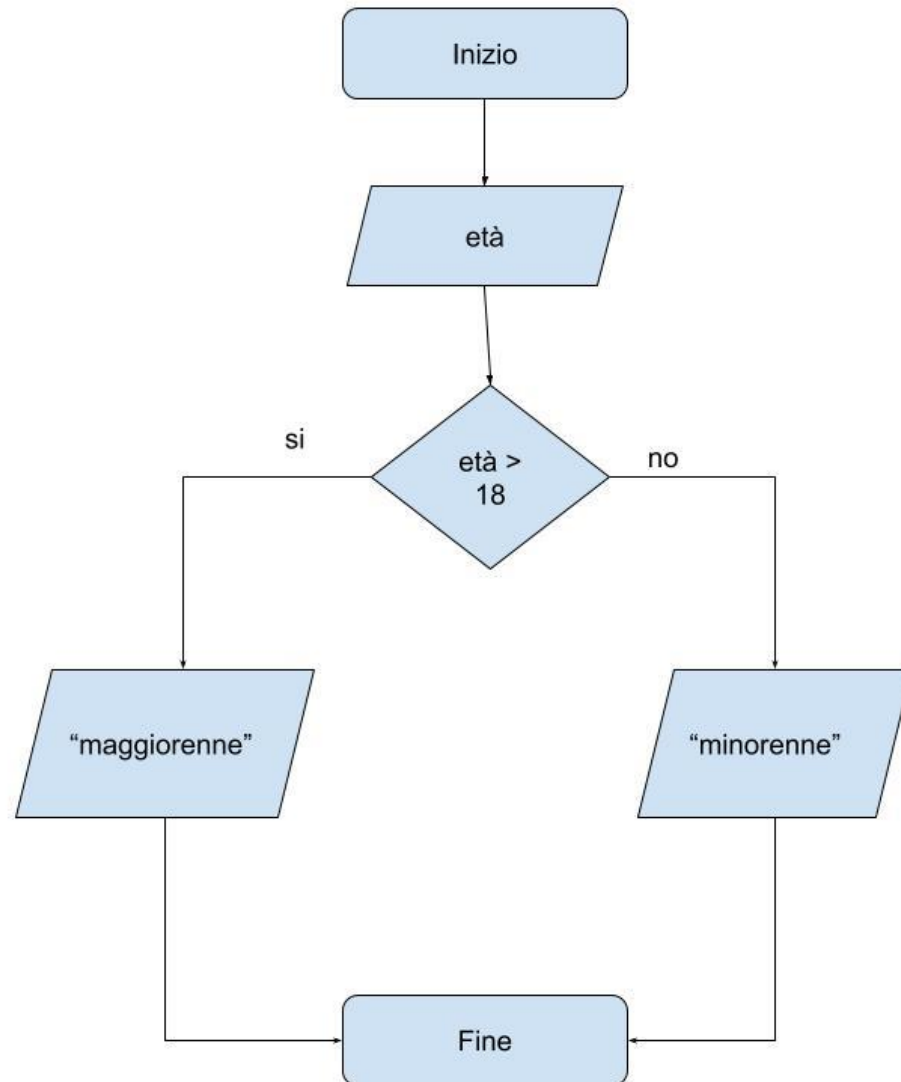 Inizio
età
si
età >
18
no
“maggiorenne”
“minorenne”
Fine